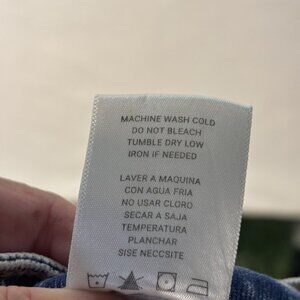 MACHINE WASH COLD
DO NOT BLEACH
TUMBLE DRY LOW
IRON IF NEEDED
LAVER A MAQUINA
CON AGUA FRIA
NO USAR CLORO
SECAR A SAJA
TEMPERATURA
PLANCHAR
SISE NECCSITE